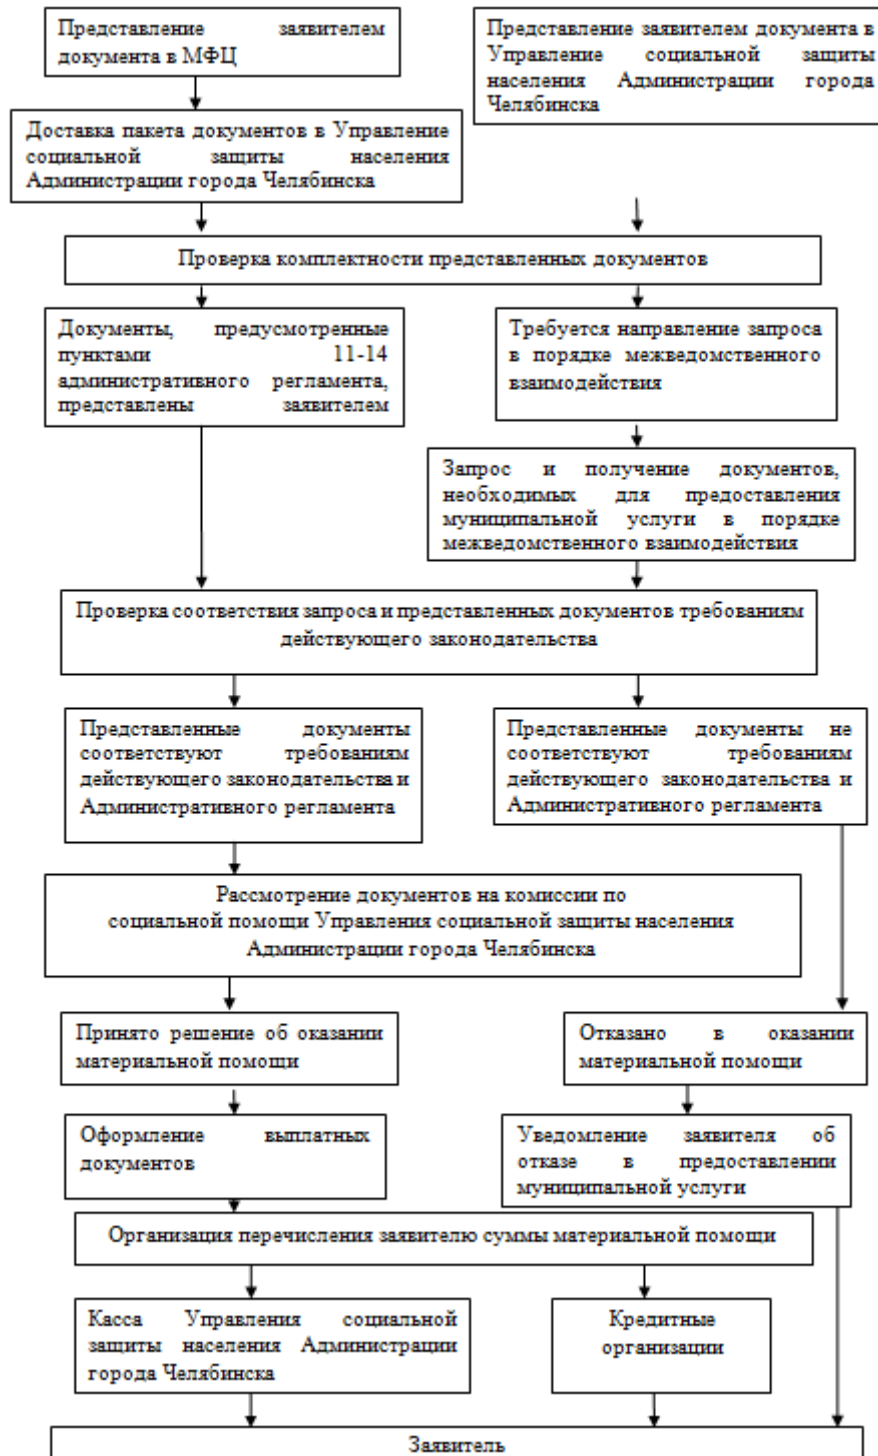 Представление заявителем
документа в МФЦ
Представление заявителем документа в
Управление социальной защиты
населения Администрации города
Челябинска
Доставка пакета документов в Управление
социальной защиты населения
Администрации города Челябинска
Проверка комплектности представленных документов
Документы, предусмотренные
пунктами 11-14
административного регламента,
представлены заявителем
Требуется направление запроса
в порядке межведомственного
взаимодействия
Запрос и получение документов,
необходимых для предоставления
муниципальной услуги в порядке
межведомственного взаимодействия
Проверка соответствия запроса и представленных документов требованиям
действующего законодательства
Представленные документы
соответствуют требованиям
действующего законодательства и
Административного регламента
Представленные документы не
соответствуют требованиям
действующего законодательства и
Административного регламента
Рассмотрение документов на комиссии по
социальной помощи Управления социальной защиты населения
Администрации города Челябинска
Принято решение об оказании
материальной помощи
Отказано в оказании
материальной помощи
Оформление выплатных
документов
Уведомление заявителя об
отказе в предоставлении
муниципальной услуги
Организация перечисления заявителю суммы материальной помощи
Касса Управления социальной
защиты населения Администрации
города Челябинска
Кредитные
организации
Заявитель